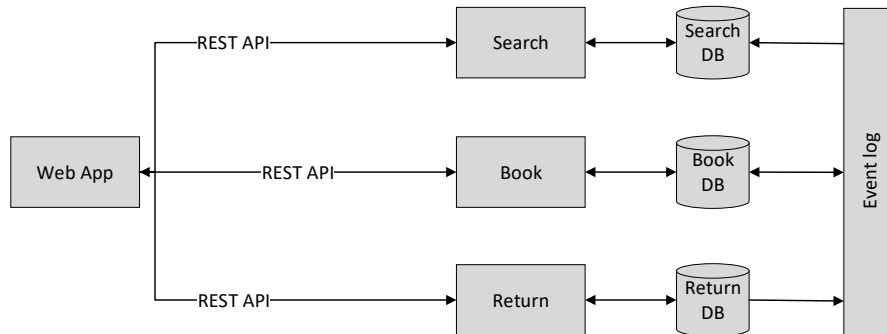 REST API
Search
Search
DB
Web App
REST API
Book
Book
DB
Event log
REST API
Return
Return
DB